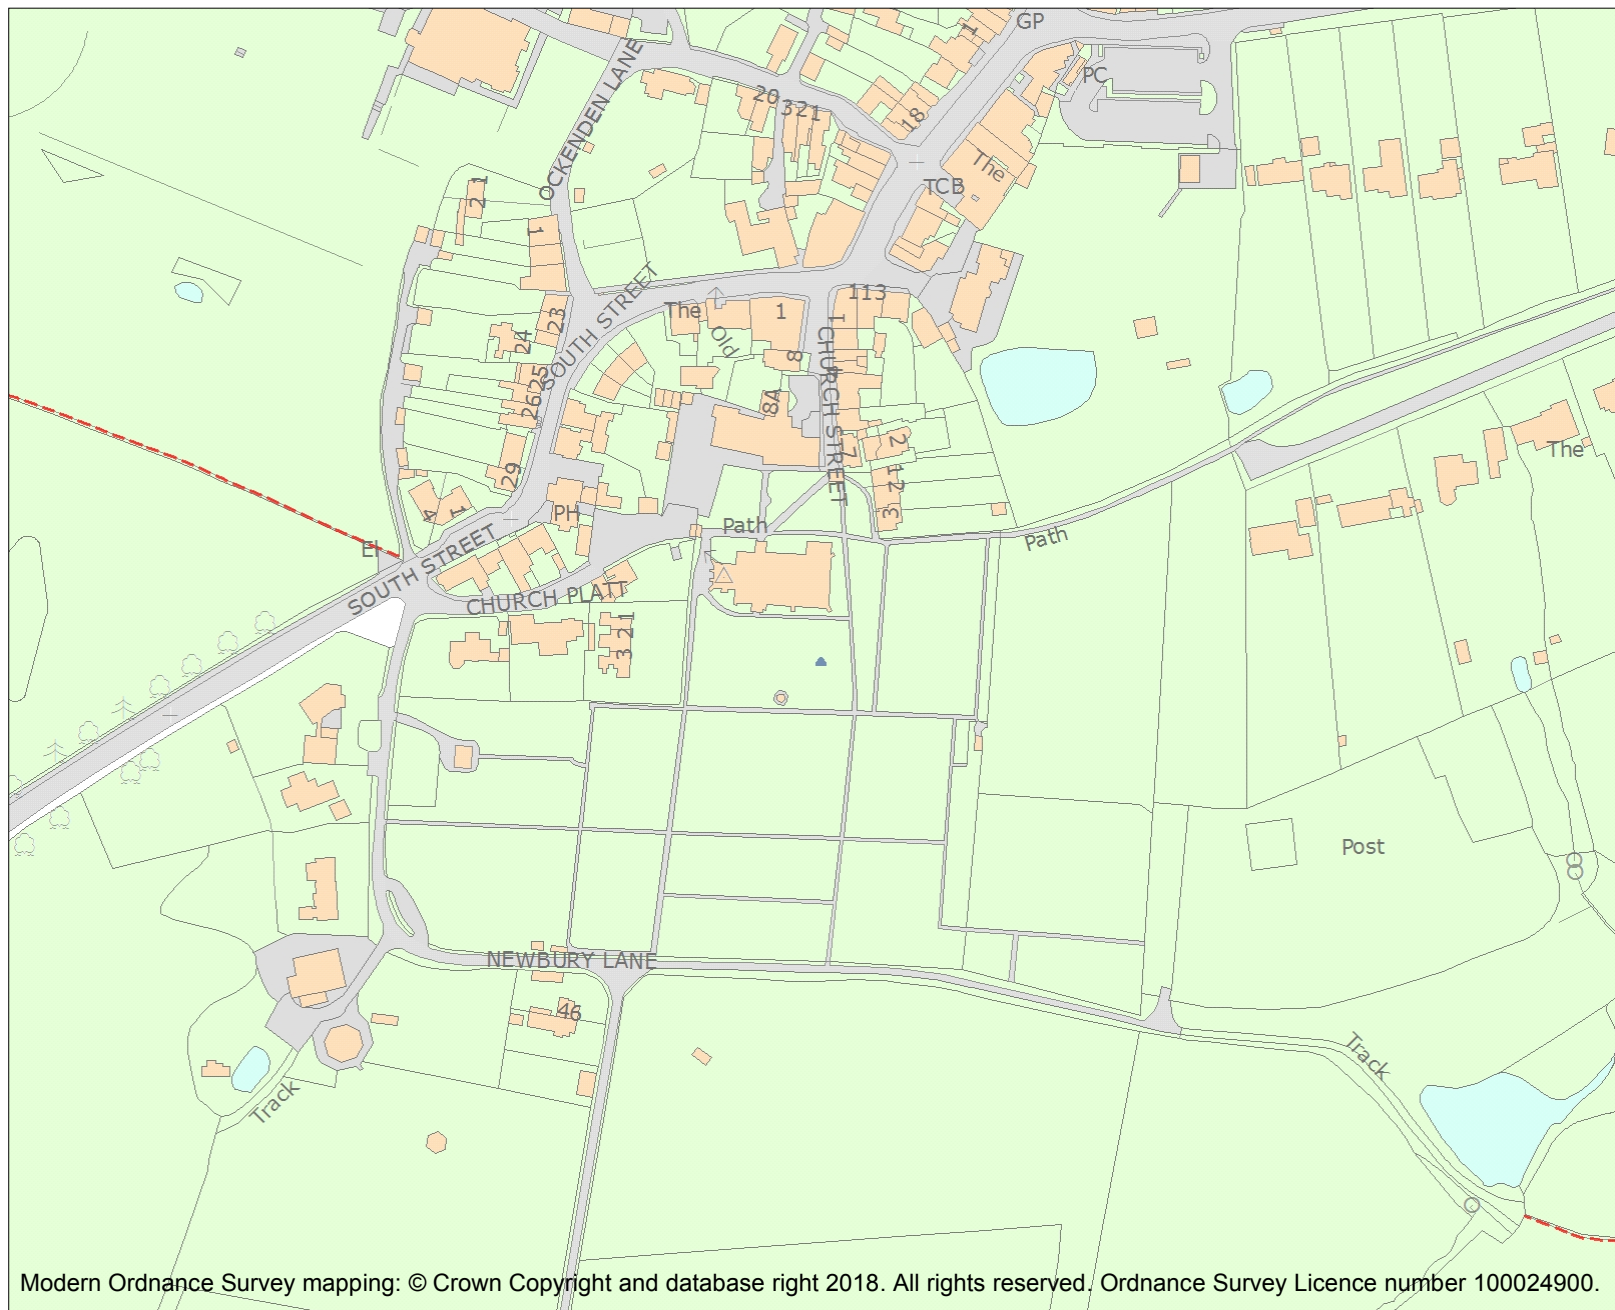 GP
1
OCKENDEN LANE
PC
20
321
18
The
TCB
21
1
SOUTH STREET
The
1
113
1
23
Old
24
8
CHURCH STREET
25
26
8A
7
2
The
29
1 2
4
1
PH
3
Path
Path
El
SOUTH STREET
CHURCH PLATT
3 2 1
Post
NEWBURY LANE
46
Track
Track
Modern Ordnance Survey mapping: © Crown Copyright and database right 2018. All rights reserved. Ordnance Survey Licence number 100024900.